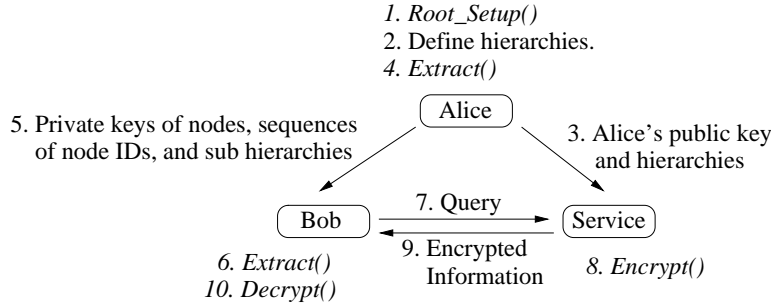 1. Root_Setup()
2. Define hierarchies.
4. Extract()
Alice
5. Private keys of nodes, sequences
of node IDs, and sub hierarchies
3. Alice's public key
and hierarchies
Bob
7. Query
Service
9. Encrypted
Information
6. Extract()
10. Decrypt()
8. Encrypt()